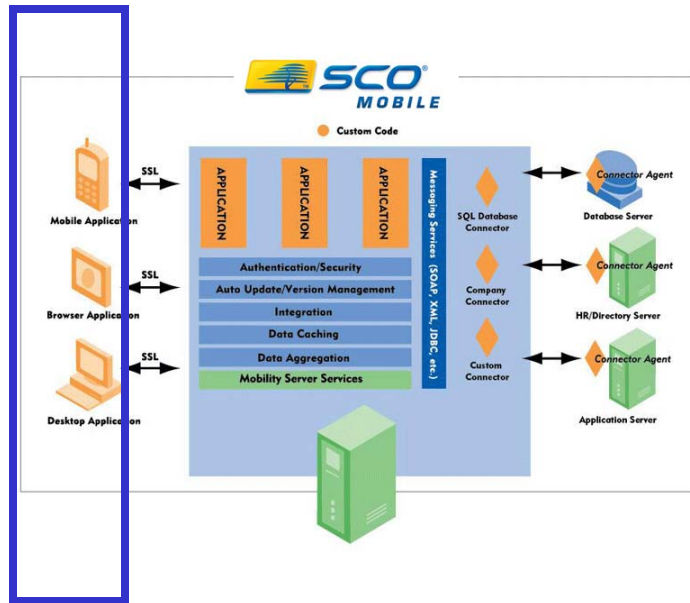 SCO®
MOBILE
Custom Code
SSL
Mobile Application
SSL
Browser Application
SSL
Desktop Application
APPLICATION
APPLICATION
APPLICATION
Authentication/Security
Auto Update/Version Management
Integration
Data Caching
Data Aggregation
Mobility Server Services
Messaging Services (SOAP, XML, JDBC, etc.)
SQL Database
Connector
Company
Connector
Custom
Connector
Connector Agent
Database Server
Connector Agent
HR/Directory Server
Connector Agent
Application Server